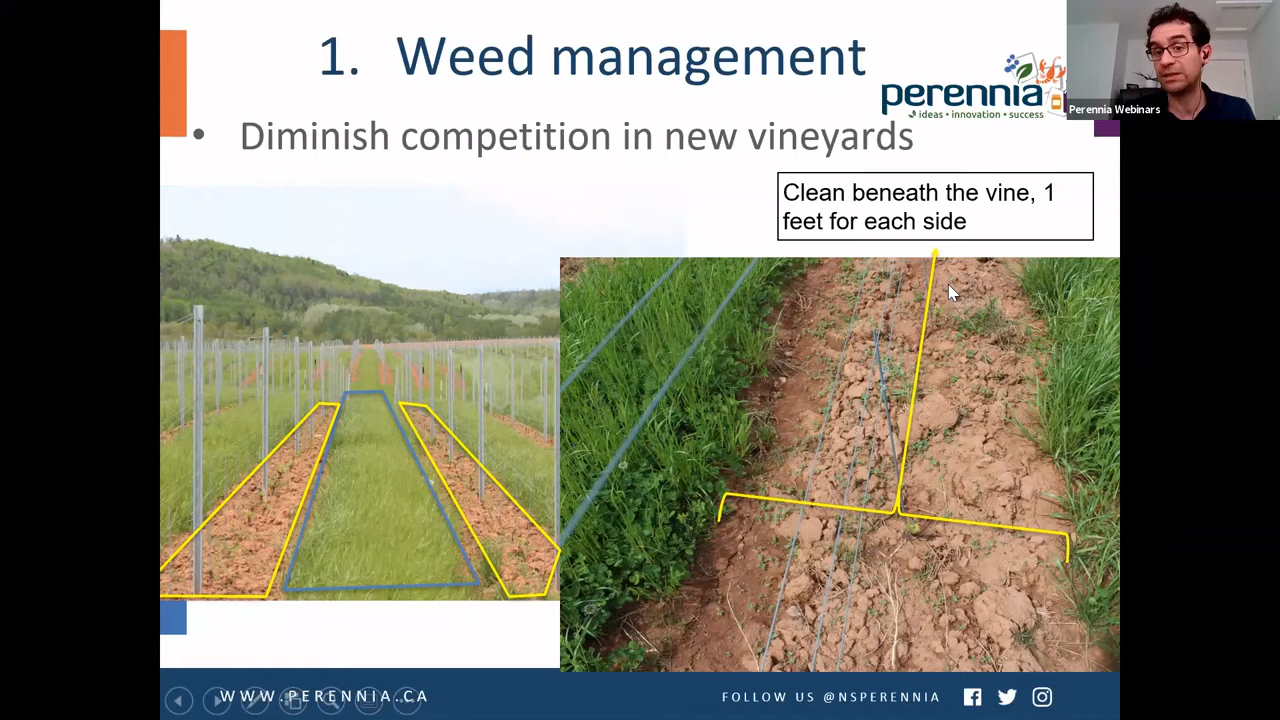 1. Weed management
perennia
ideas • innovation • success
Perennia Webinars
• Diminish competition in new vineyards
Clean beneath the vine, 1
feet for each side
WWW.PERENNIA.CA
FOLLOW US @NSPERENNIA